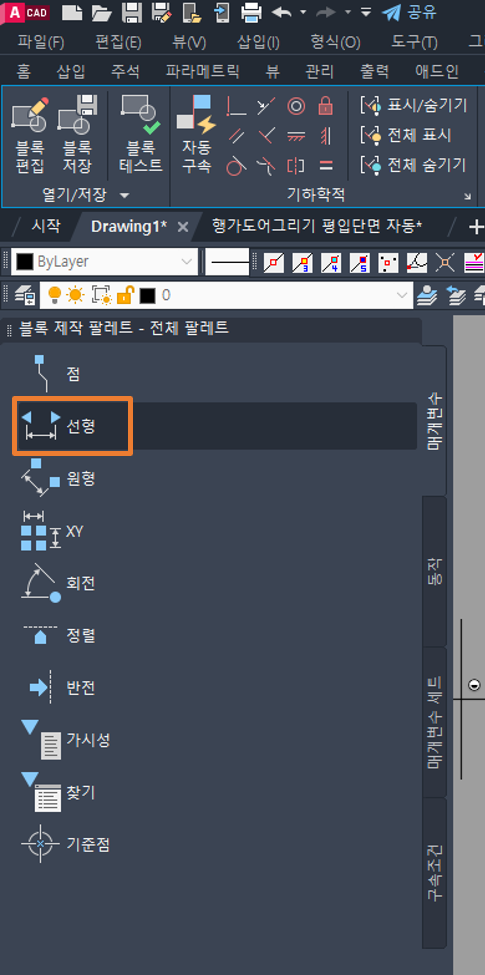 A CAD 공유
파일(F) 편집(E) 뷰(V) 삽입(I) 형식(O) 도구(T) 그
홈 삽입 주석 파라메트릭 뷰 관리 출력 애드인
블록 편집 블록 저장 블록 테스트 자동 구속 표시/숨기기
전체 표시
전체 숨기기
열기/저장 기하학적
시작 Drawing1* 행가도어그리기 평입단면 자동*
ByLayer 3 4 5
0
블록 제작 팔레트 - 전체 팔레트
점
선형
원형
XY
회전
정렬
반전
가시성
찾기
기준점
매개변수
동작
매개변수 세트
구속조건